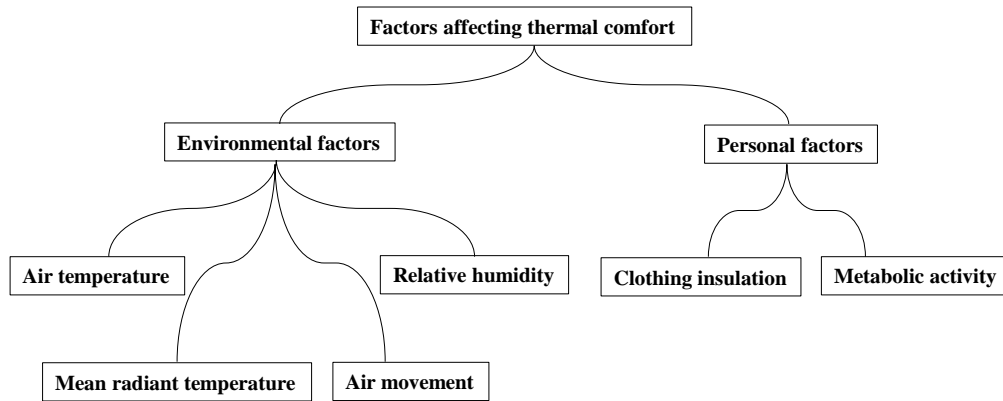 Factors affecting thermal comfort
Environmental factors
Personal factors
Air temperature
Relative humidity
Clothing insulation
Metabolic activity
Mean radiant temperature
Air movement